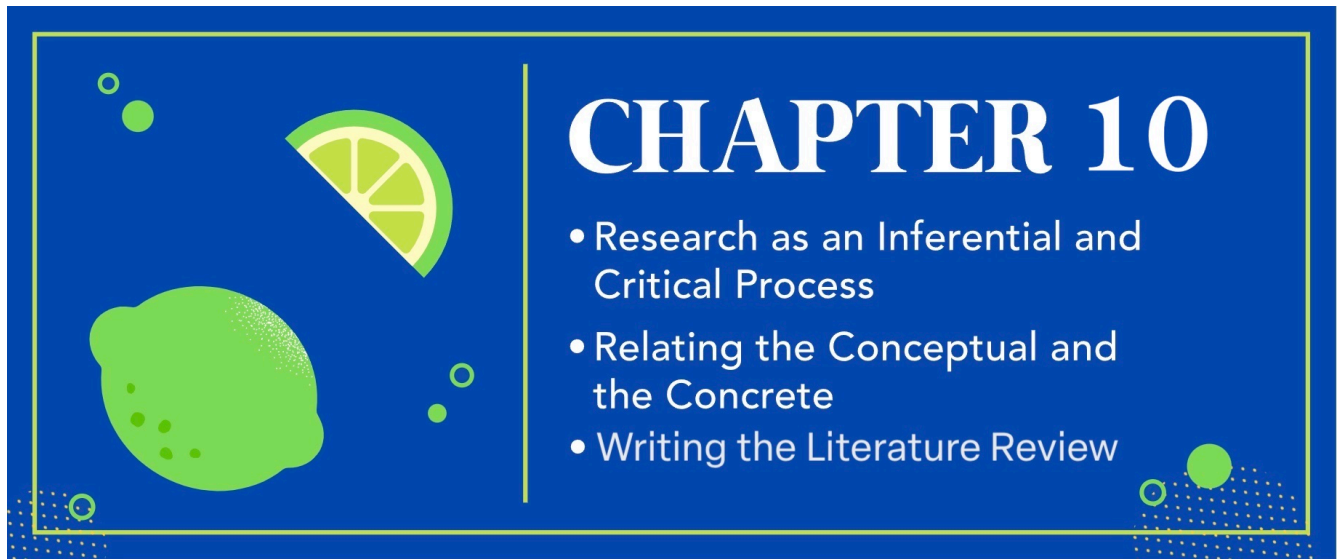 CHAPTER 10
• Research as an Inferential and
Critical Process
• Relating the Conceptual and
the Concrete
• Writing the Literature Review